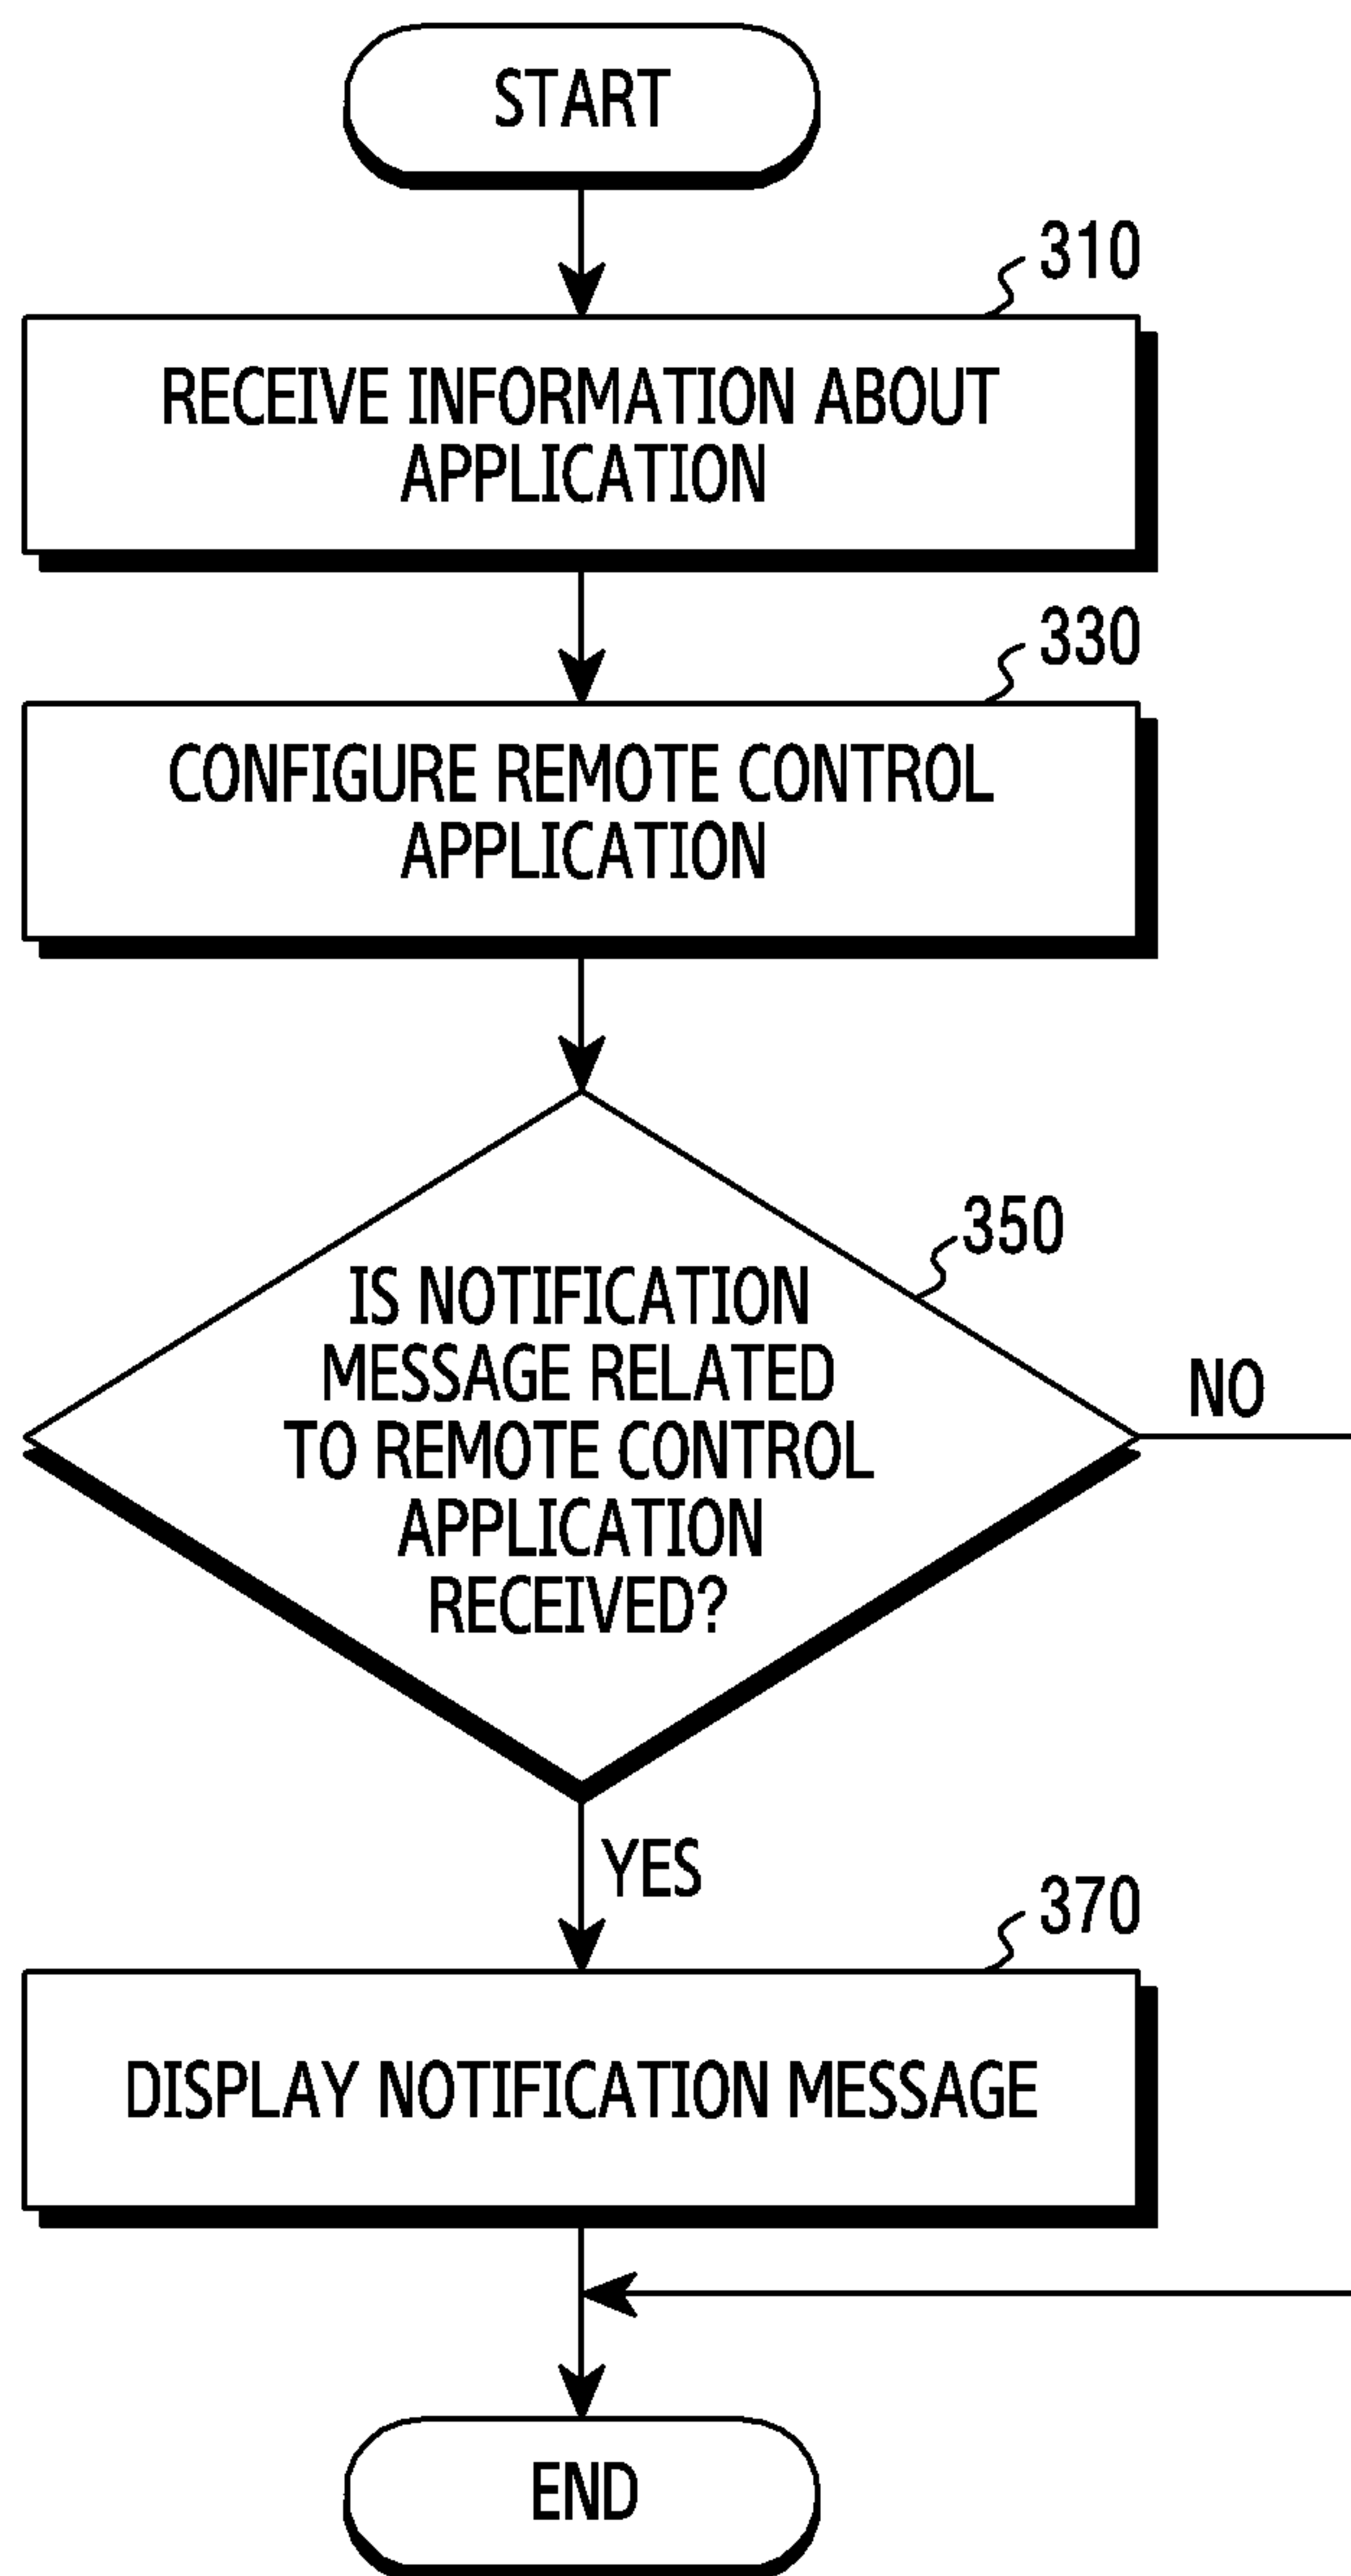 START
310
RECEIVE INFORMATION ABOUT
APPLICATION
330
CONFIGURE REMOTE CONTROL
APPLICATION
350
IS NOTIFICATION
MESSAGE RELATED
TO REMOTE CONTROL
APPLICATION
RECEIVED?
NO
YES
370
DISPLAY NOTIFICATION MESSAGE
END